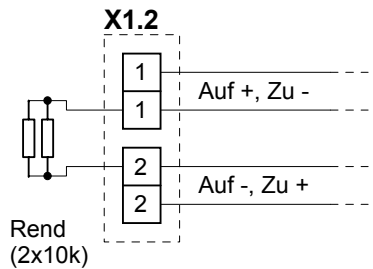 X1.2
1
Auf +, Zu -
1
2
Auf -, Zu +
2
Rend
(2x10k)